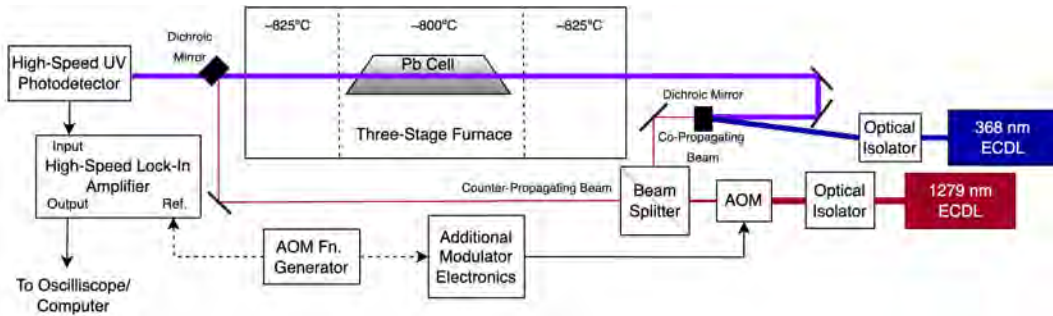 ~825°C
~800°C
~825°C
Dichroic
Mirror
High-Speed UV
Photodetector
Pb Cell
Dichroic Mirror
Three-Stage Furnace
Co-Propagating
Beam
Optical
Isolator
368 nm
ECDL
Input
High-Speed Lock-In
Amplifier
Output
Ref.
Counter-Propagating Beam
Beam
Splitter
AOM
Optical
Isolator
1279 nm
ECDL
AOM Fn.
Generator
Additional
Modulator
Electronics
To Oscilliscope/
Computer